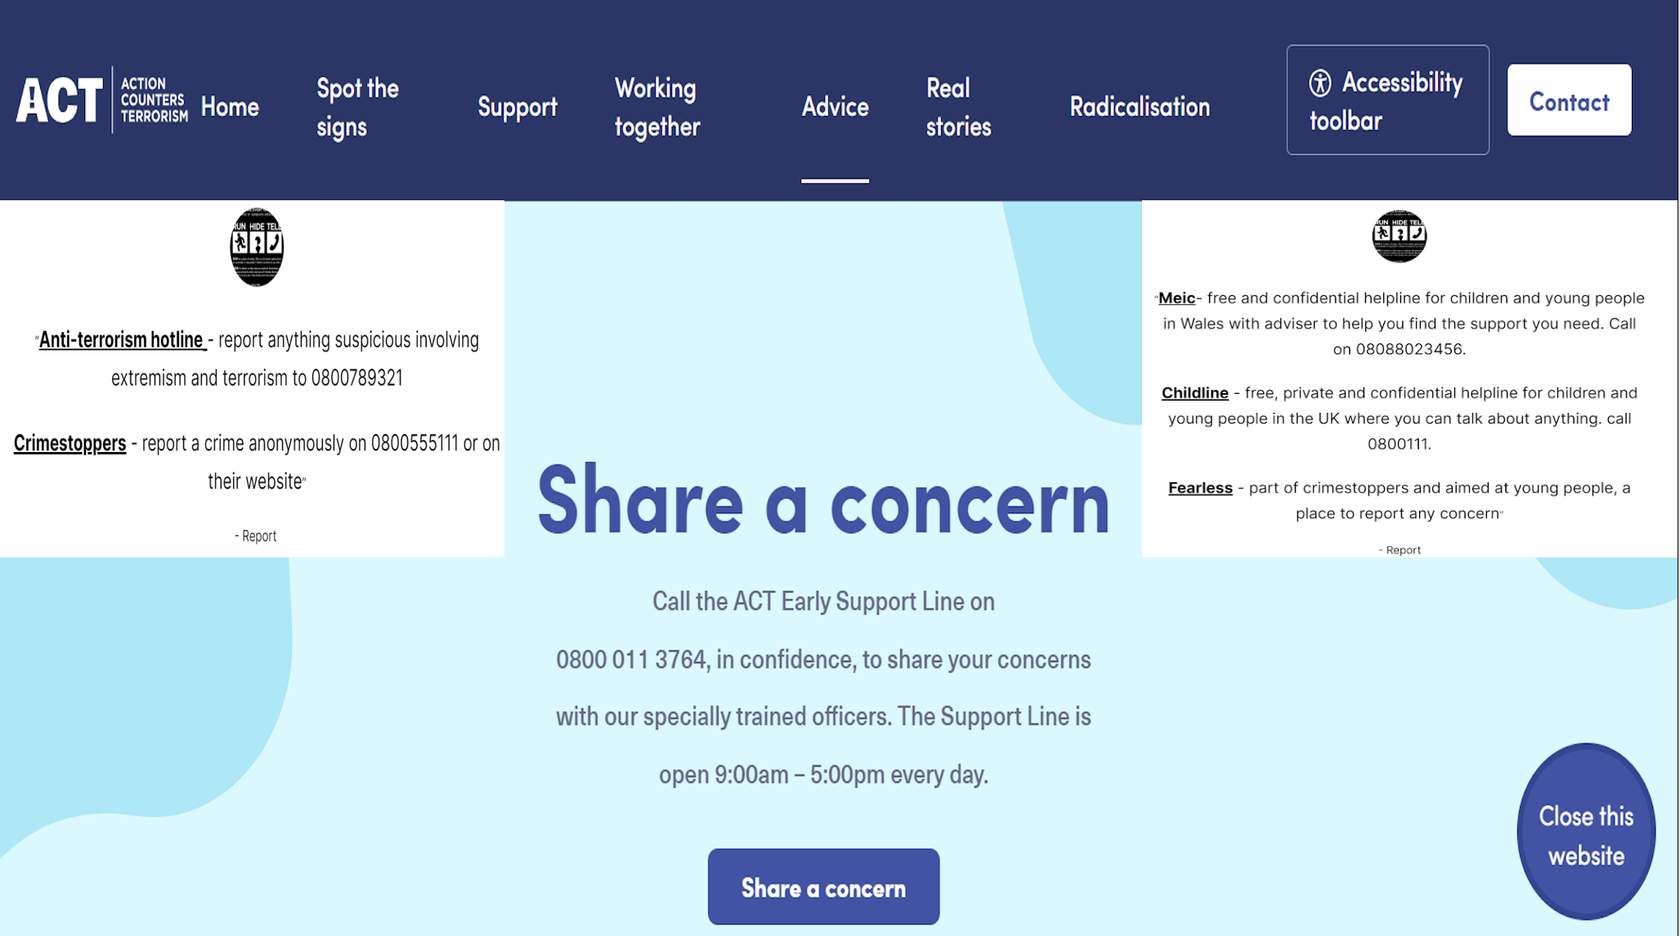 ACT
ACTION
COUNTERS
TERRORISM
Home
Spot the
signs
Support
Working
together
Advice
Real
stories
Radicalisation
Accessibility
toolbar
Contact
RUN HIDE TELL
"Anti-terrorism hotline - report anything suspicious involving
extremism and terrorism to 0800789321
Crimestoppers - report a crime anonymously on 0800555111 or on
their website"
- Report
Share a concern
Call the ACT Early Support Line on
0800 011 3764, in confidence, to share your concerns
with our specially trained officers. The Support Line is
open 9:00am – 5:00pm every day.
Share a concern
RUN HIDE TELL
"Meic- free and confidential helpline for children and young people
in Wales with adviser to help you find the support you need. Call
on 08088023456.
Childline - free, private and confidential helpline for children and
young people in the UK where you can talk about anything. call
0800111.
Fearless - part of crimestoppers and aimed at young people, a
place to report any concern"
- Report
Close this
website